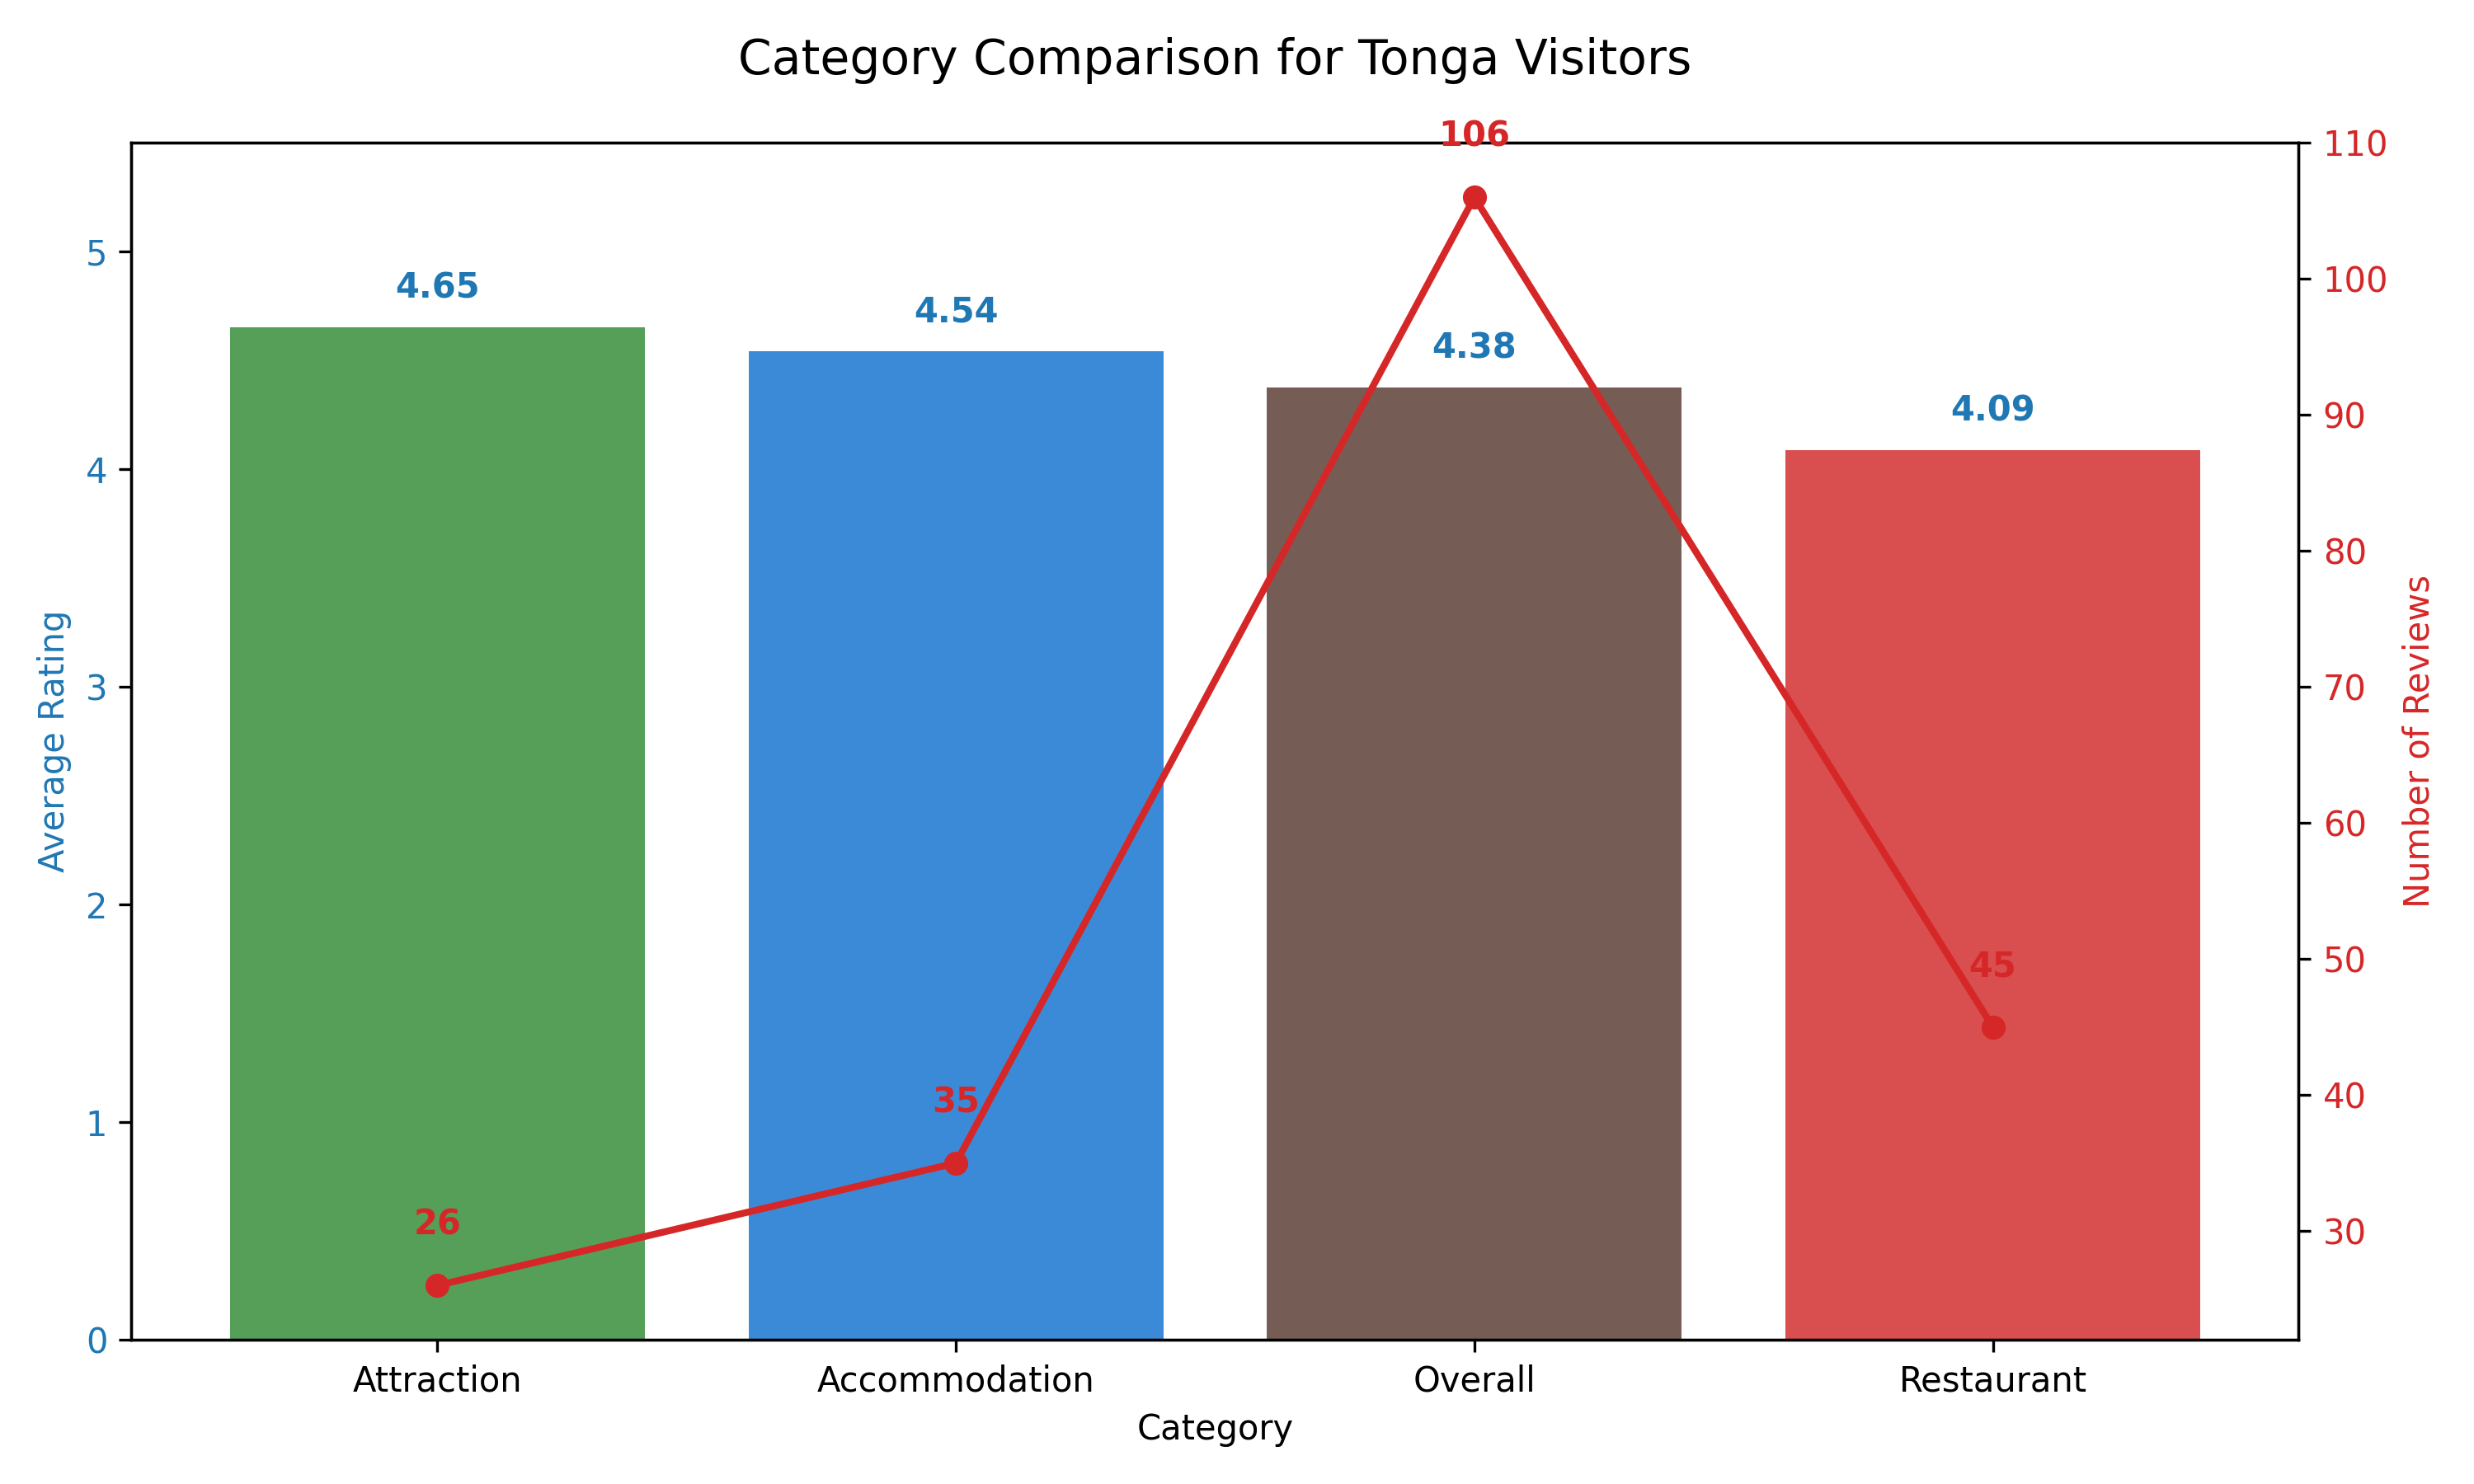 Category Comparison for Tonga Visitors
106
110
5
4.65
4.54
4.38
4.09
100
90
4
80
3
70
Average Rating
Number of Reviews
60
2
50
45
40
1
35
30
26
0
Attraction
Accommodation
Overall
Restaurant
Category